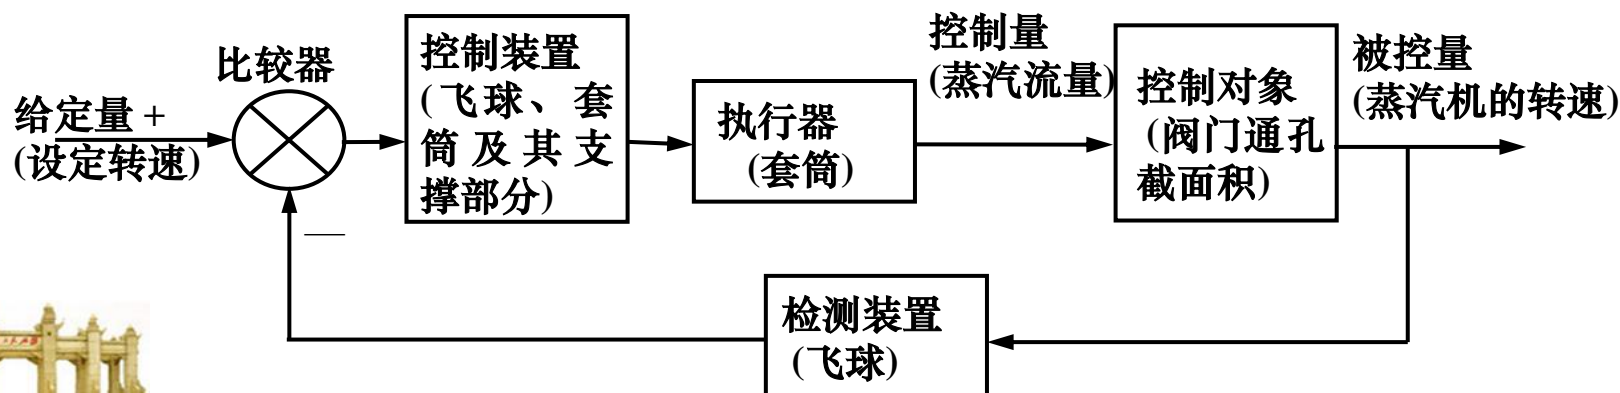 比较器
给定量 +
(设定转速)
控制装置
(飞球、套
筒及其支
撑部分)
执行器
(套筒)
控制量
(蒸汽流量)
控制对象
(阀门通孔
截面积)
被控量
(蒸汽机的转速)
—
检测装置
(飞球)